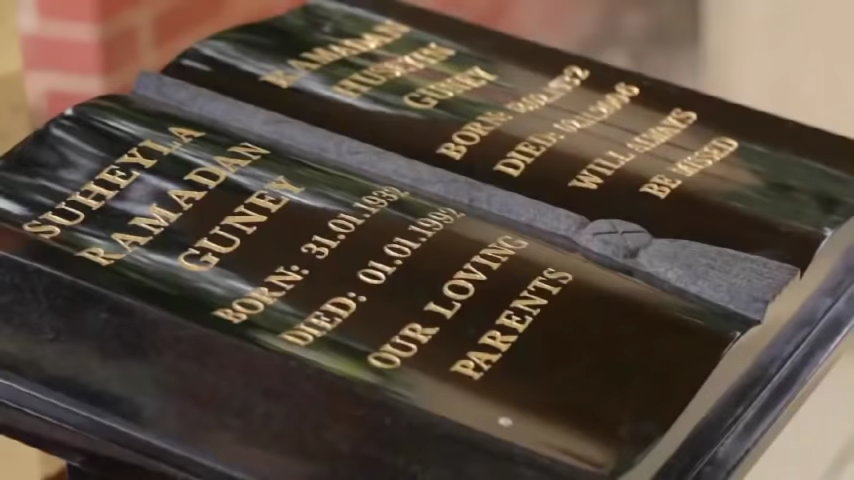 SUHEYLA
RAMADAN
GUNEY
BORN: 31.01.1932
DIED: 01.01.1992
OUR LOVING
PARENTS
RAMADAN
HUSEYIN
GUNEY
BORN:
DIED:
WILL ALWAYS
BE MISSED